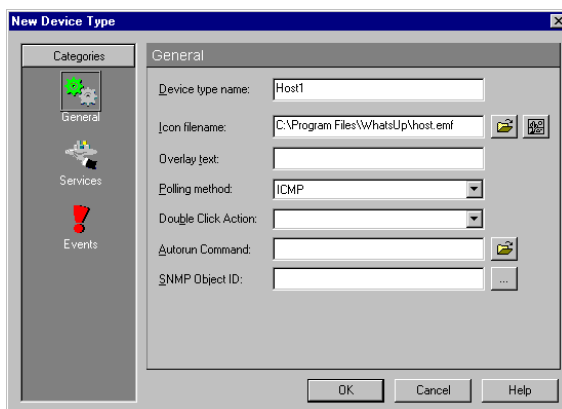 New Device Type
Categories
General
Services
Events
General
Device type name: Host1
Icon filename: C:\Program Files\WhatsUp\host.emf
Overlay text:
Polling method: ICMP
Double Click Action:
Autorun Command:
SNMP Object ID: ...
OK Cancel Help